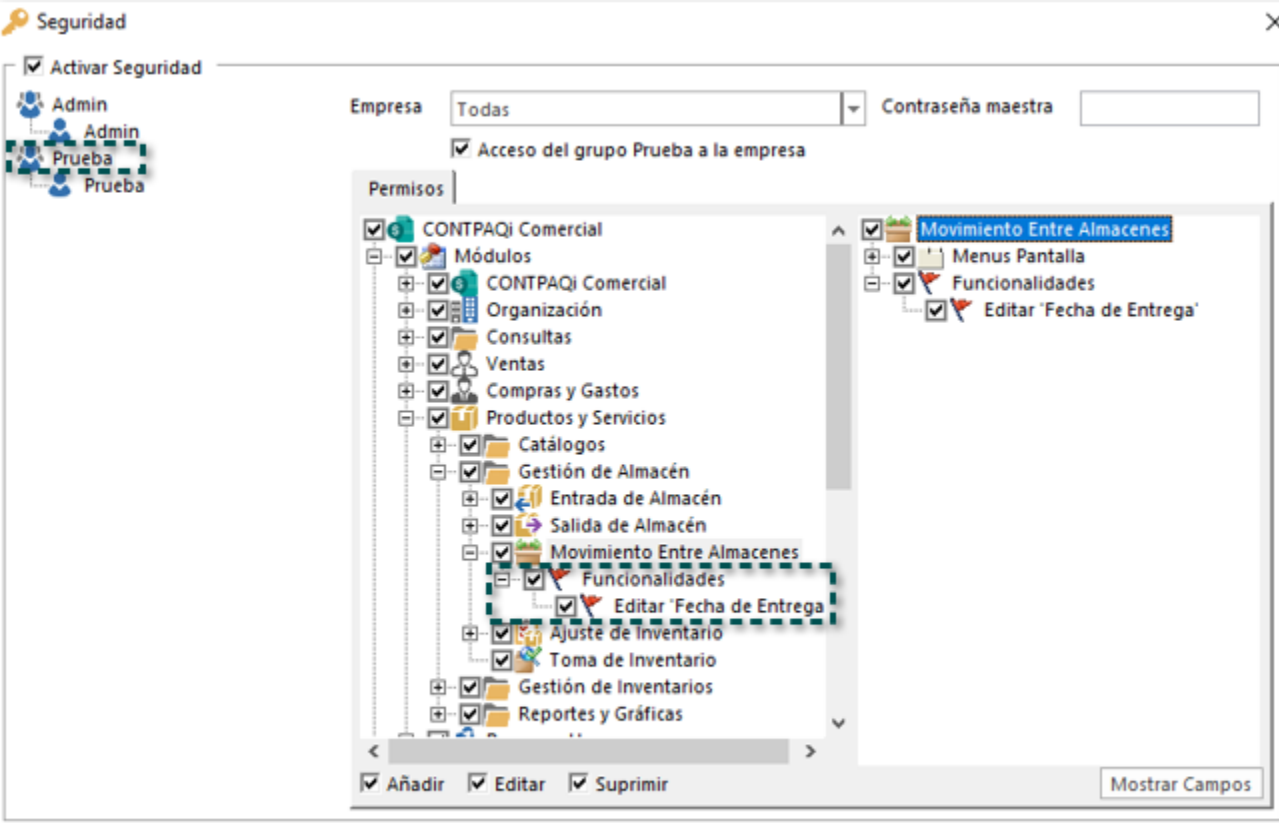 Seguridad
Activar Seguridad
Admin
Admin
Prueba
Prueba
Empresa
Todas
Contraseña maestra
Acceso del grupo Prueba a la empresa
Permisos
CONTPAQi Comercial
Módulos
CONTPAQi Comercial
Organización
Consultas
Ventas
Compras y Gastos
Productos y Servicios
Catálogos
Gestión de Almacén
Entrada de Almacén
Salida de Almacén
Movimiento Entre Almacenes
Funcionalidades
Editar 'Fecha de Entrega
Ajuste de Inventario
Toma de Inventario
Gestión de Inventarios
Reportes y Gráficas
Movimiento Entre Almacenes
Menus Pantalla
Funcionalidades
Editar 'Fecha de Entrega'
Añadir
Editar
Suprimir
Mostrar Campos